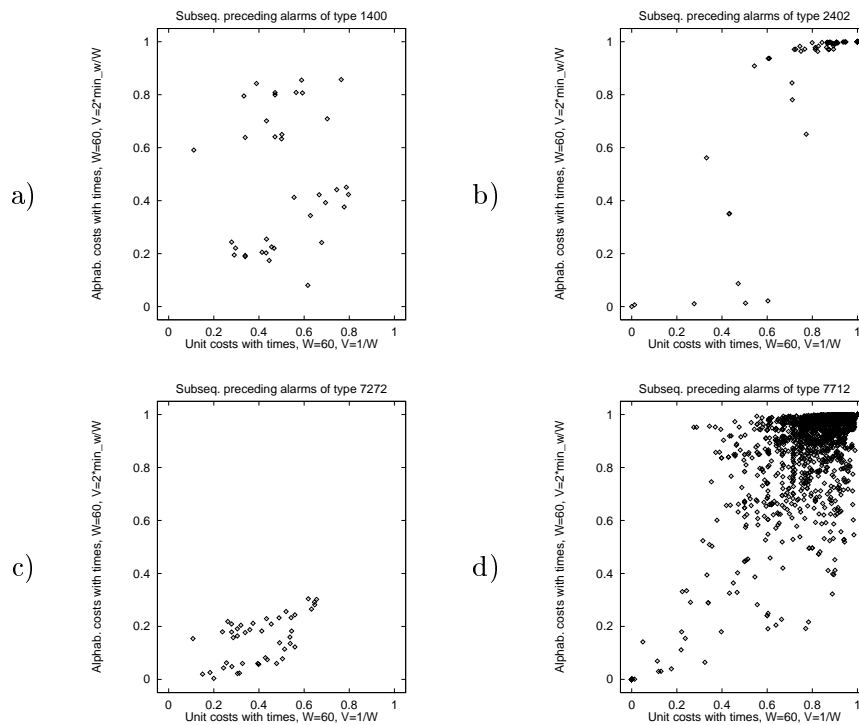 Subseq. preceding alarms of type 1400
Alphab. costs with times, W=60, V=2*min_w/W
1
0.8
0.6
0.4
0.2
0
0 0.2 0.4 0.6 0.8 1
Unit costs with times, W=60, V=1/W
a)
Subseq. preceding alarms of type 2402
Alphab. costs with times, W=60, V=2*min_w/W
1
0.8
0.6
0.4
0.2
0
0 0.2 0.4 0.6 0.8 1
Unit costs with times, W=60, V=1/W
b)
Subseq. preceding alarms of type 7272
Alphab. costs with times, W=60, V=2*min_w/W
1
0.8
0.6
0.4
0.2
0
0 0.2 0.4 0.6 0.8 1
Unit costs with times, W=60, V=1/W
c)
Subseq. preceding alarms of type 7712
Alphab. costs with times, W=60, V=2*min_w/W
1
0.8
0.6
0.4
0.2
0
0 0.2 0.4 0.6 0.8 1
Unit costs with times, W=60, V=1/W
d)